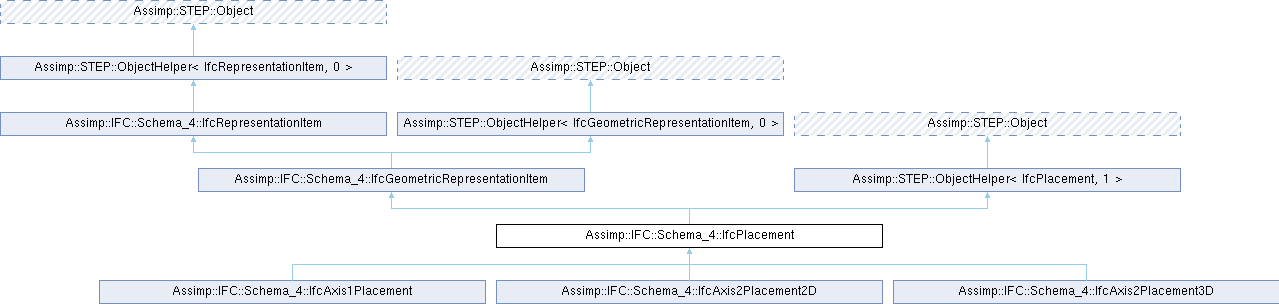 Assimp::STEP::Object
Assimp::STEP::ObjectHelper< IfcRepresentationItem, 0 >
Assimp::STEP::Object
Assimp::IFC::Schema_4::IfcRepresentationItem
Assimp::STEP::ObjectHelper< IfcGeometricRepresentationItem, 0 >
Assimp::STEP::Object
Assimp::IFC::Schema_4::IfcGeometricRepresentationItem
Assimp::STEP::ObjectHelper< IfcPlacement, 1 >
Assimp::IFC::Schema_4::IfcPlacement
Assimp::IFC::Schema_4::IfcAxis1Placement
Assimp::IFC::Schema_4::IfcAxis2Placement2D
Assimp::IFC::Schema_4::IfcAxis2Placement3D